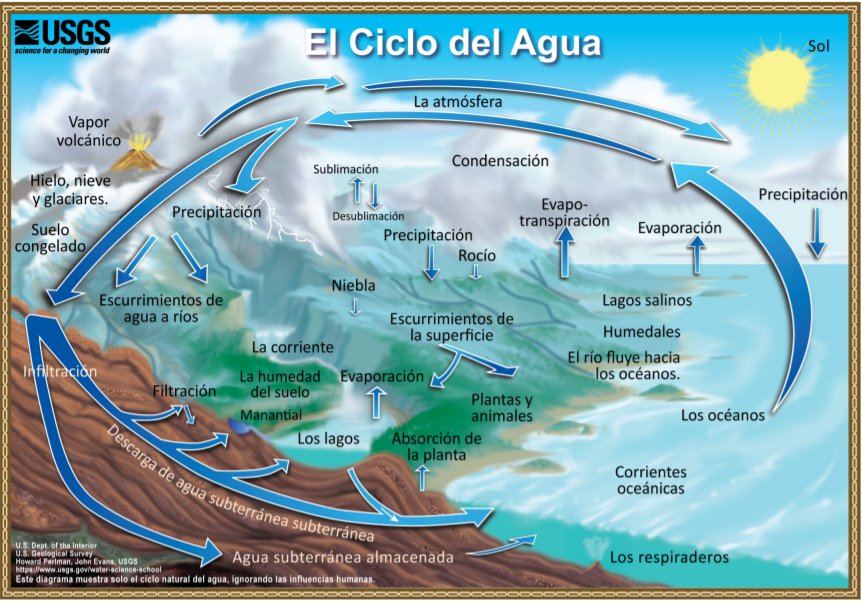 USGS
science for a changing world
El Ciclo del Agua
Sol
La atmósfera
Vapor
volcánico
Condensación
Sublimación
Hielo, nieve
y glaciares.
Precipitación
Desublimación
Evapo-
transpiración
Precipitación
Suelo
congelado
Precipitación
Evaporación
Rocío
Niebla
Escurrimientos de
agua a ríos
Lagos salinos
Escurrimientos de
la superficie
Humedales
La corriente
El río fluye hacia
los océanos.
Infiltración
La humedad
del suelo
Evaporación
Filtración
Plantas y
animales
Manantial
Los océanos
Los lagos
Absorción de
la planta
Descarga de agua subterránea subterránea
Corrientes
oceánicas
Agua subterránea almacenada
Los respiraderos
U.S. Dept. of the Interior
U.S. Geological Survey
Howard Perlman, John Evans, USGS
https://www.usgs.gov/water-science-school
Este diagrama muestra solo el ciclo natural del agua, ignorando las influencias humanas.